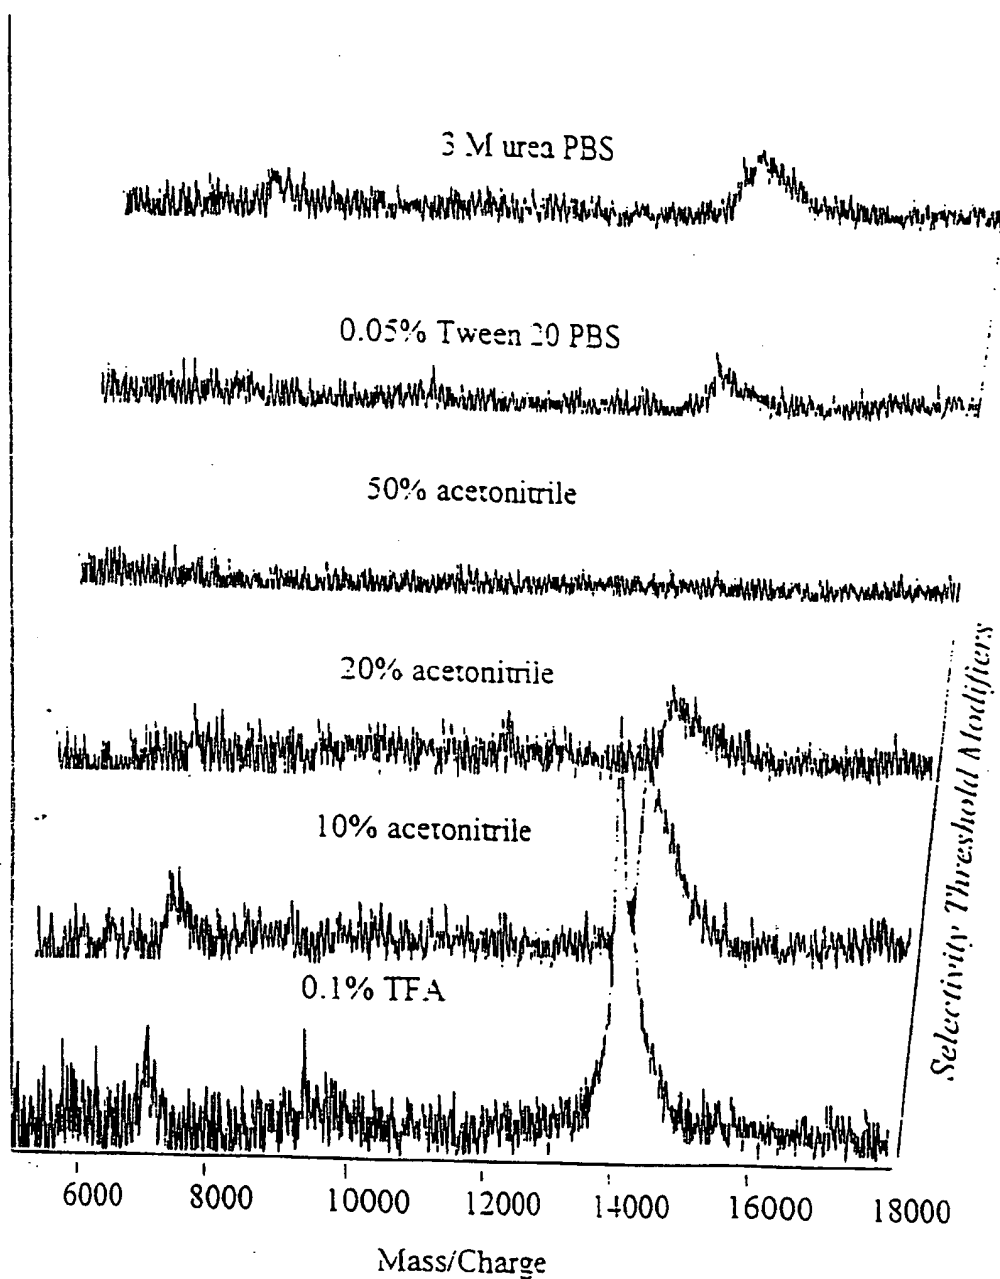 3 M urea PBS
0.05% Tween 20 PBS
50% acetonitrile
20% acetonitrile
10% acetonitrile
0.1% TFA
Selectivity Threshold Modifiers
6000 8000 10000 12000 14000 16000 18000
Mass/Charge